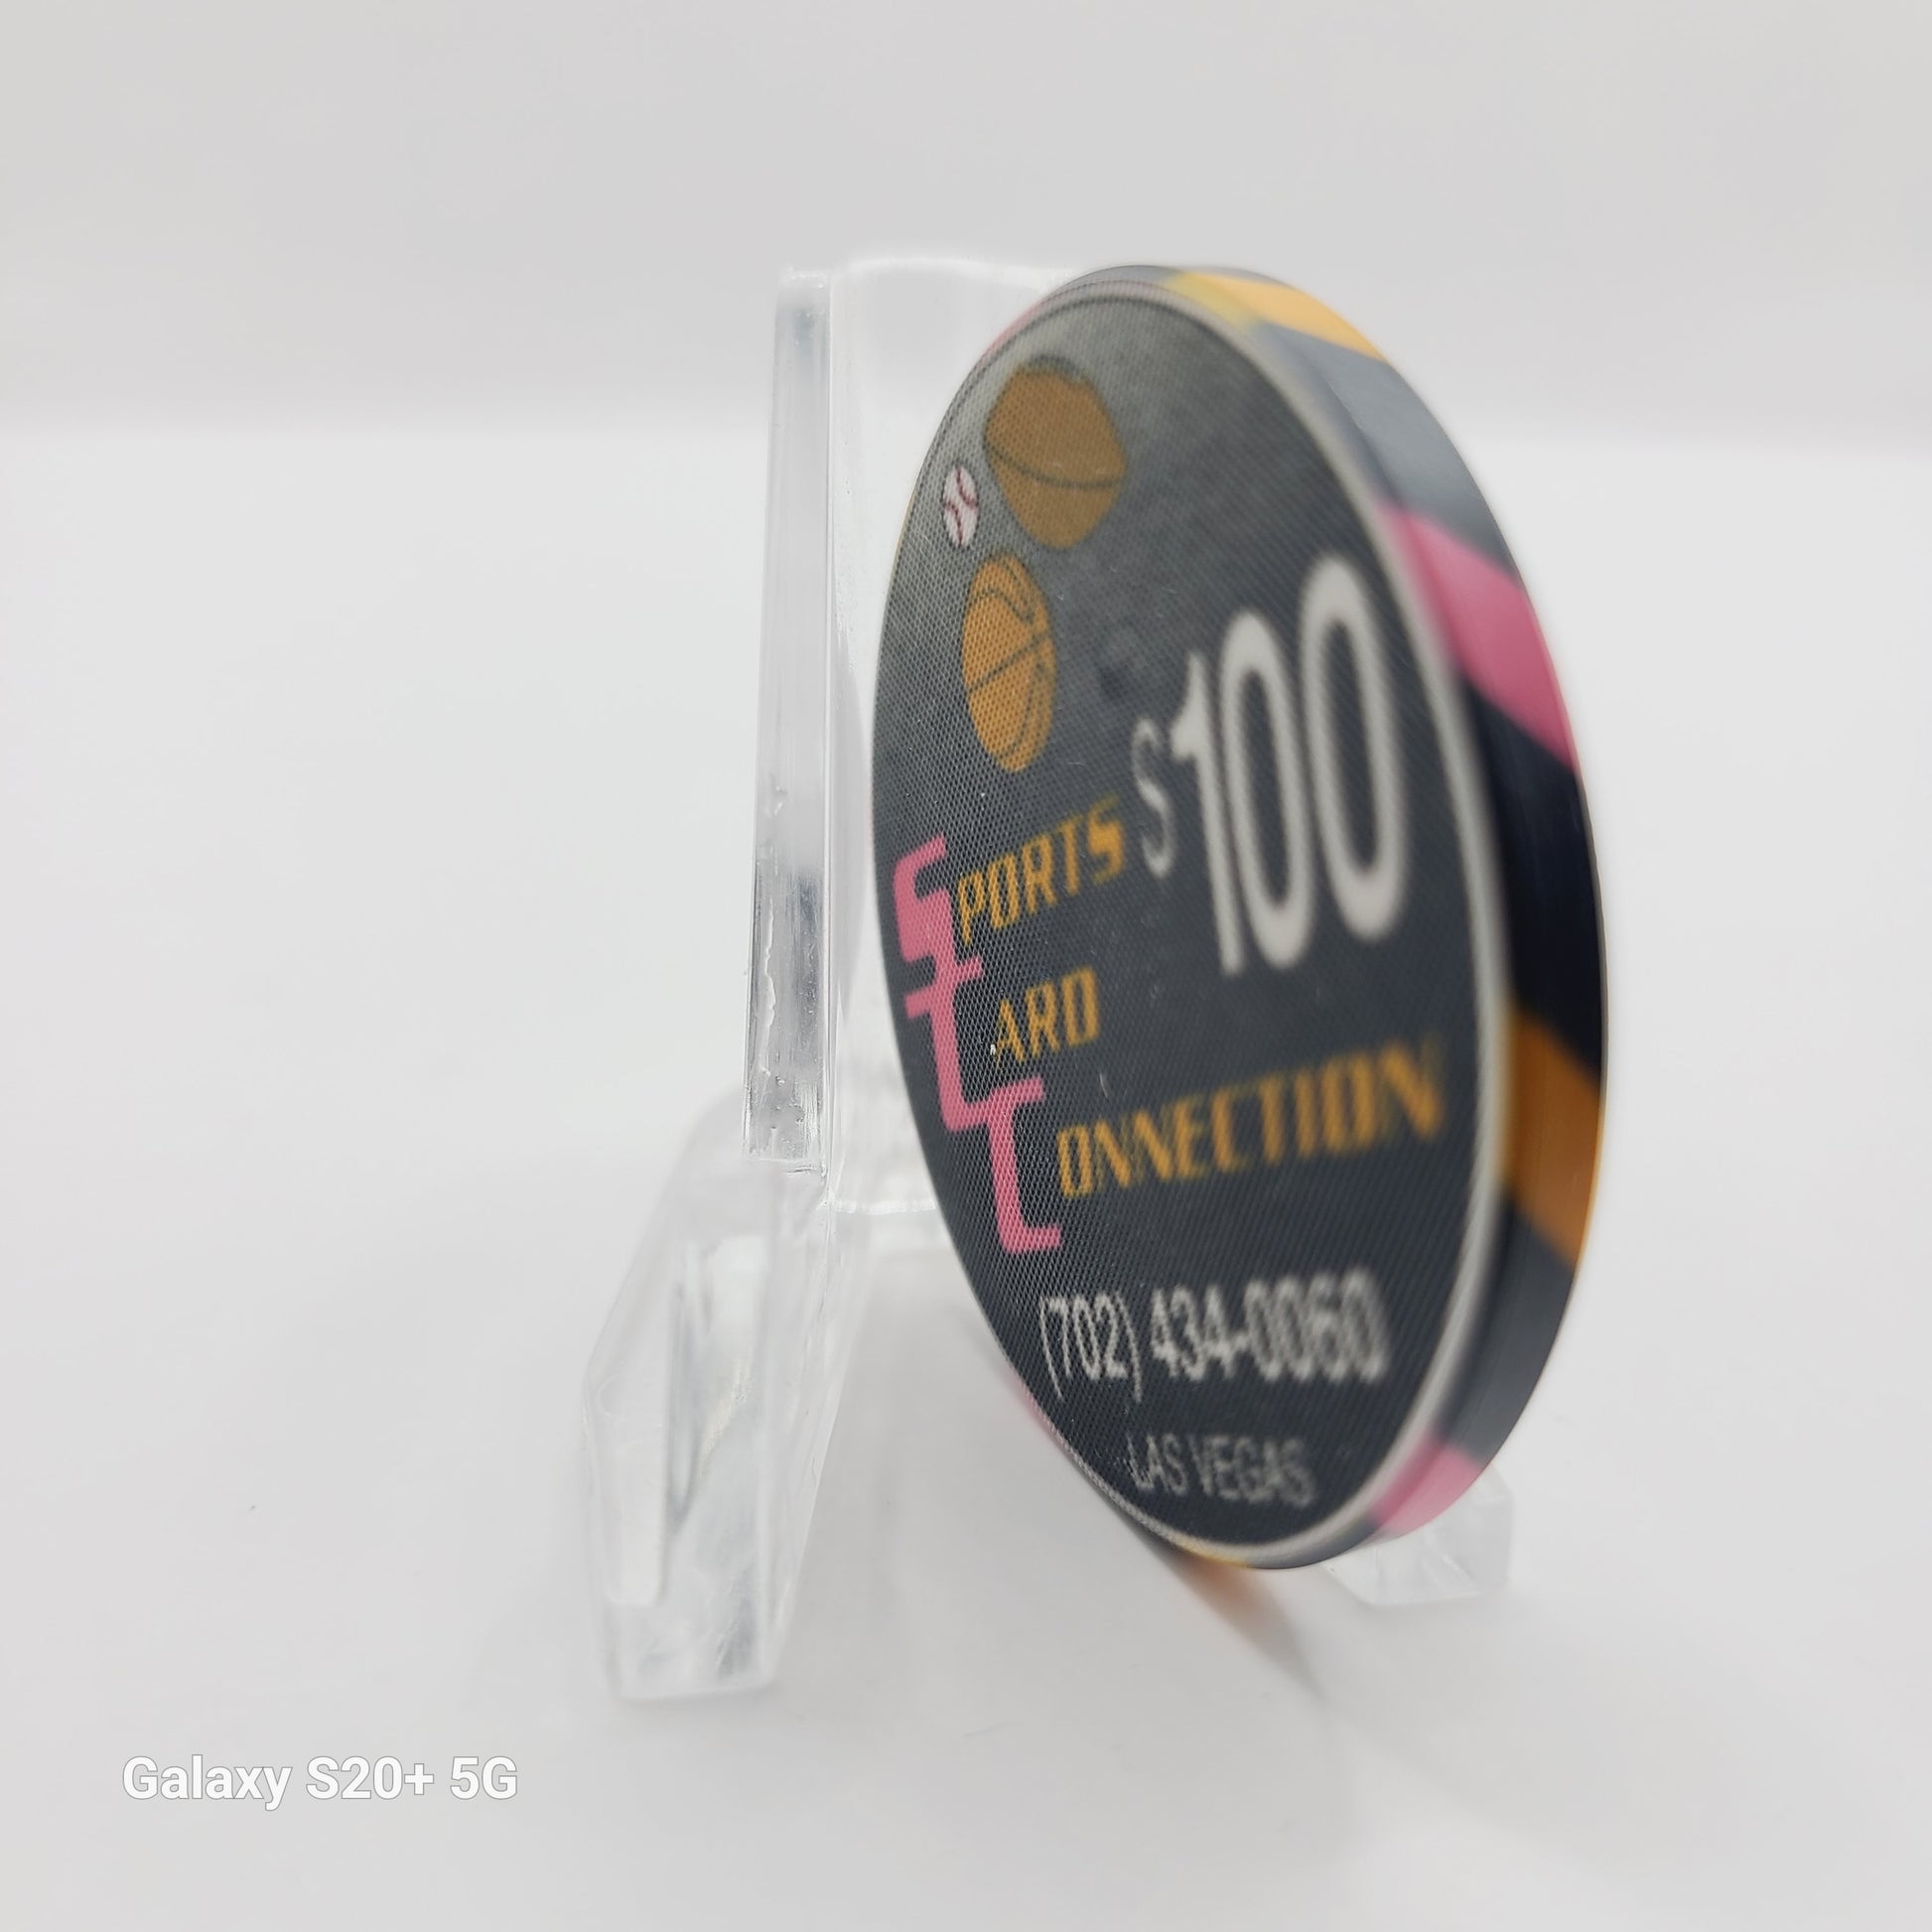 $100
SPORTS
CARD
CONNECTION
(702) 434-0060
LAS VEGAS
Galaxy S20+ 5G